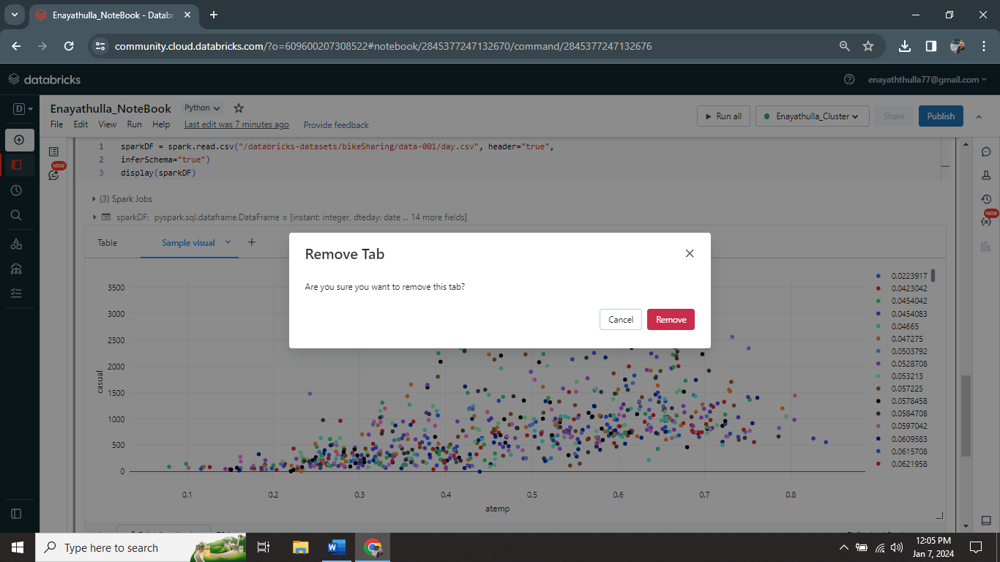 Enayathulla_NoteBook - Datab
community.cloud.databricks.com/?o=609600207308522#notebook/2845377247132670/command/2845377247132676
databricks
enayaththulla77@gmail.com
D
Enayathulla_NoteBook Python
File Edit View Run Help Last edit was 7 minutes ago Provide feedback
Run all Enayathulla_Cluster Share Publish
NEW
NEW
1 sparkDF = spark.read.csv("/databricks-datasets/bikeSharing/data-001/day.csv", header="true",
2 inferSchema="true")
3 display(sparkDF)
(3) Spark Jobs
sparkDF: pyspark.sql.dataframe.DataFrame = [instant: integer, dteday: date ... 14 more fields]
Table Sample visual +
Remove Tab
Are you sure you want to remove this tab?
Cancel Remove
3500
3000
2500
2000
1500
1000
500
0
casual
0.1 0.2 0.3 0.4 0.5 0.6 0.7 0.8
atemp
0.0223917
0.0423042
0.0454042
0.0454083
0.04665
0.047275
0.0503792
0.0528708
0.053213
0.057225
0.0578458
0.0584708
0.0597042
0.0609583
0.0615708
0.0621958
Type here to search
12:05 PM
Jan 7, 2024